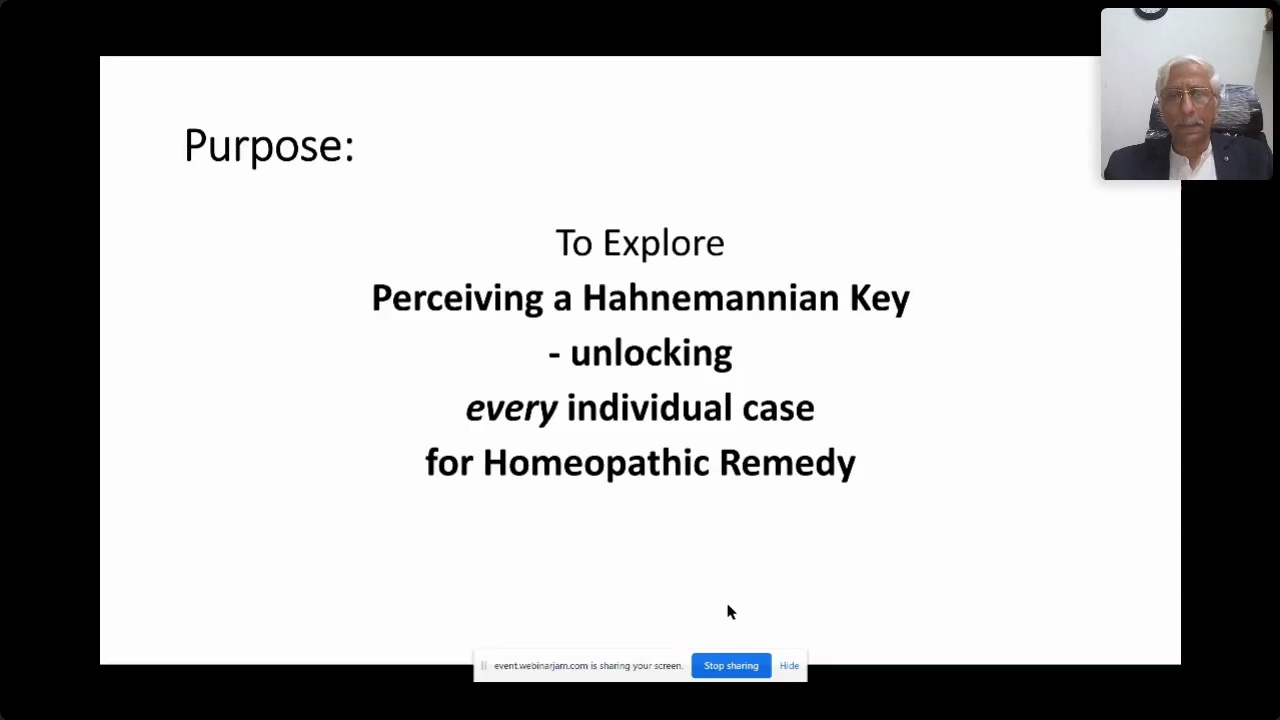 Purpose:
To Explore
Perceiving a Hahnemannian Key
- unlocking
every individual case
for Homeopathic Remedy
event.webinarjam.com is sharing your screen.
Stop sharing
Hide